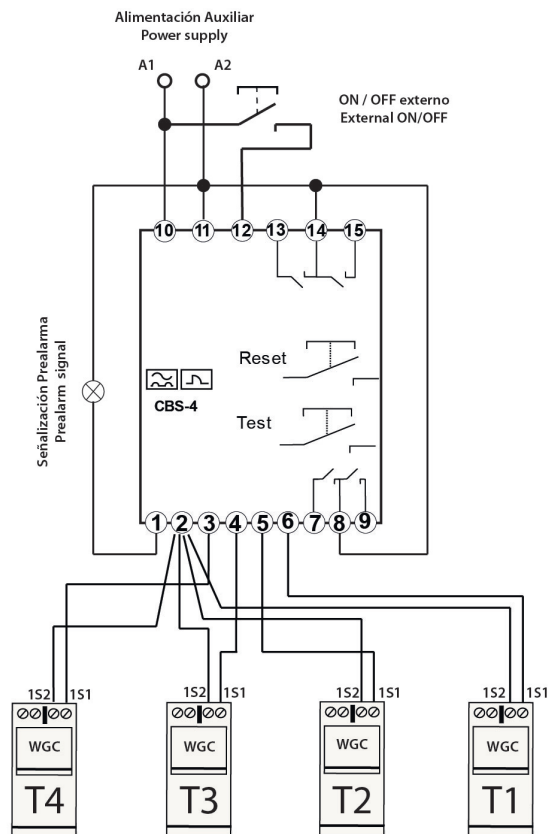 Alimentación Auxiliar
Power supply
A1 A2
ON / OFF externo
External ON/OFF
10 11 12 13 14 15
Señalización Prealarma
Prealarm signal
Reset
CBS-4
Test
1 2 3 4 5 6 7 8 9
1S2 1S1 1S2 1S1 1S2 1S1 1S2 1S1
WGC WGC WGC WGC
T4 T3 T2 T1